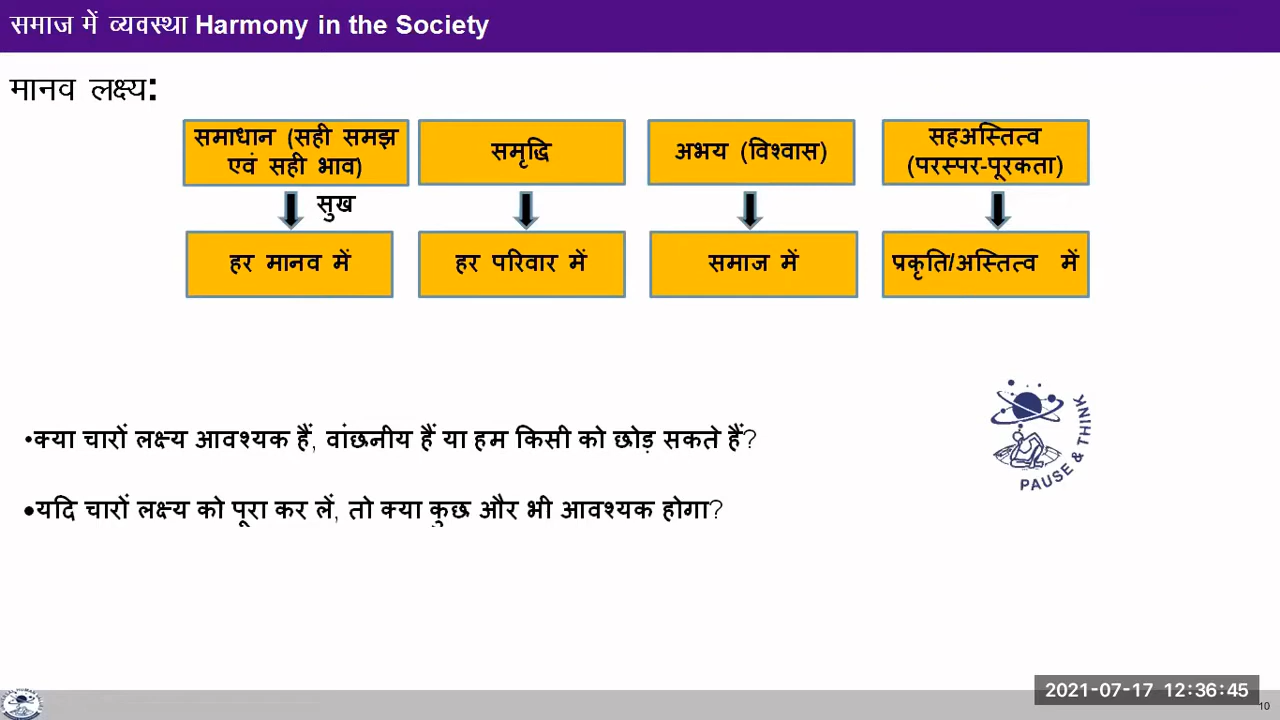 समाज में व्यवस्था Harmony in the Society
मानव लक्ष्य:
समाधान (सही समझ
एवं सही भाव)
समृद्धि
अभय (विश्वास)
सहअस्तित्व
(परस्पर-पूरकता)
सुख
हर मानव में
हर परिवार में
समाज में
प्रकृति/अस्तित्व में
•क्या चारों लक्ष्य आवश्यक हैं, वांछनीय हैं या हम किसी को छोड़ सकते हैं?
•यदि चारों लक्ष्य को पूरा कर लें, तो क्या कुछ और भी आवश्यक होगा?
PAUSE & THINK
2021-07-17 12:36:45
10